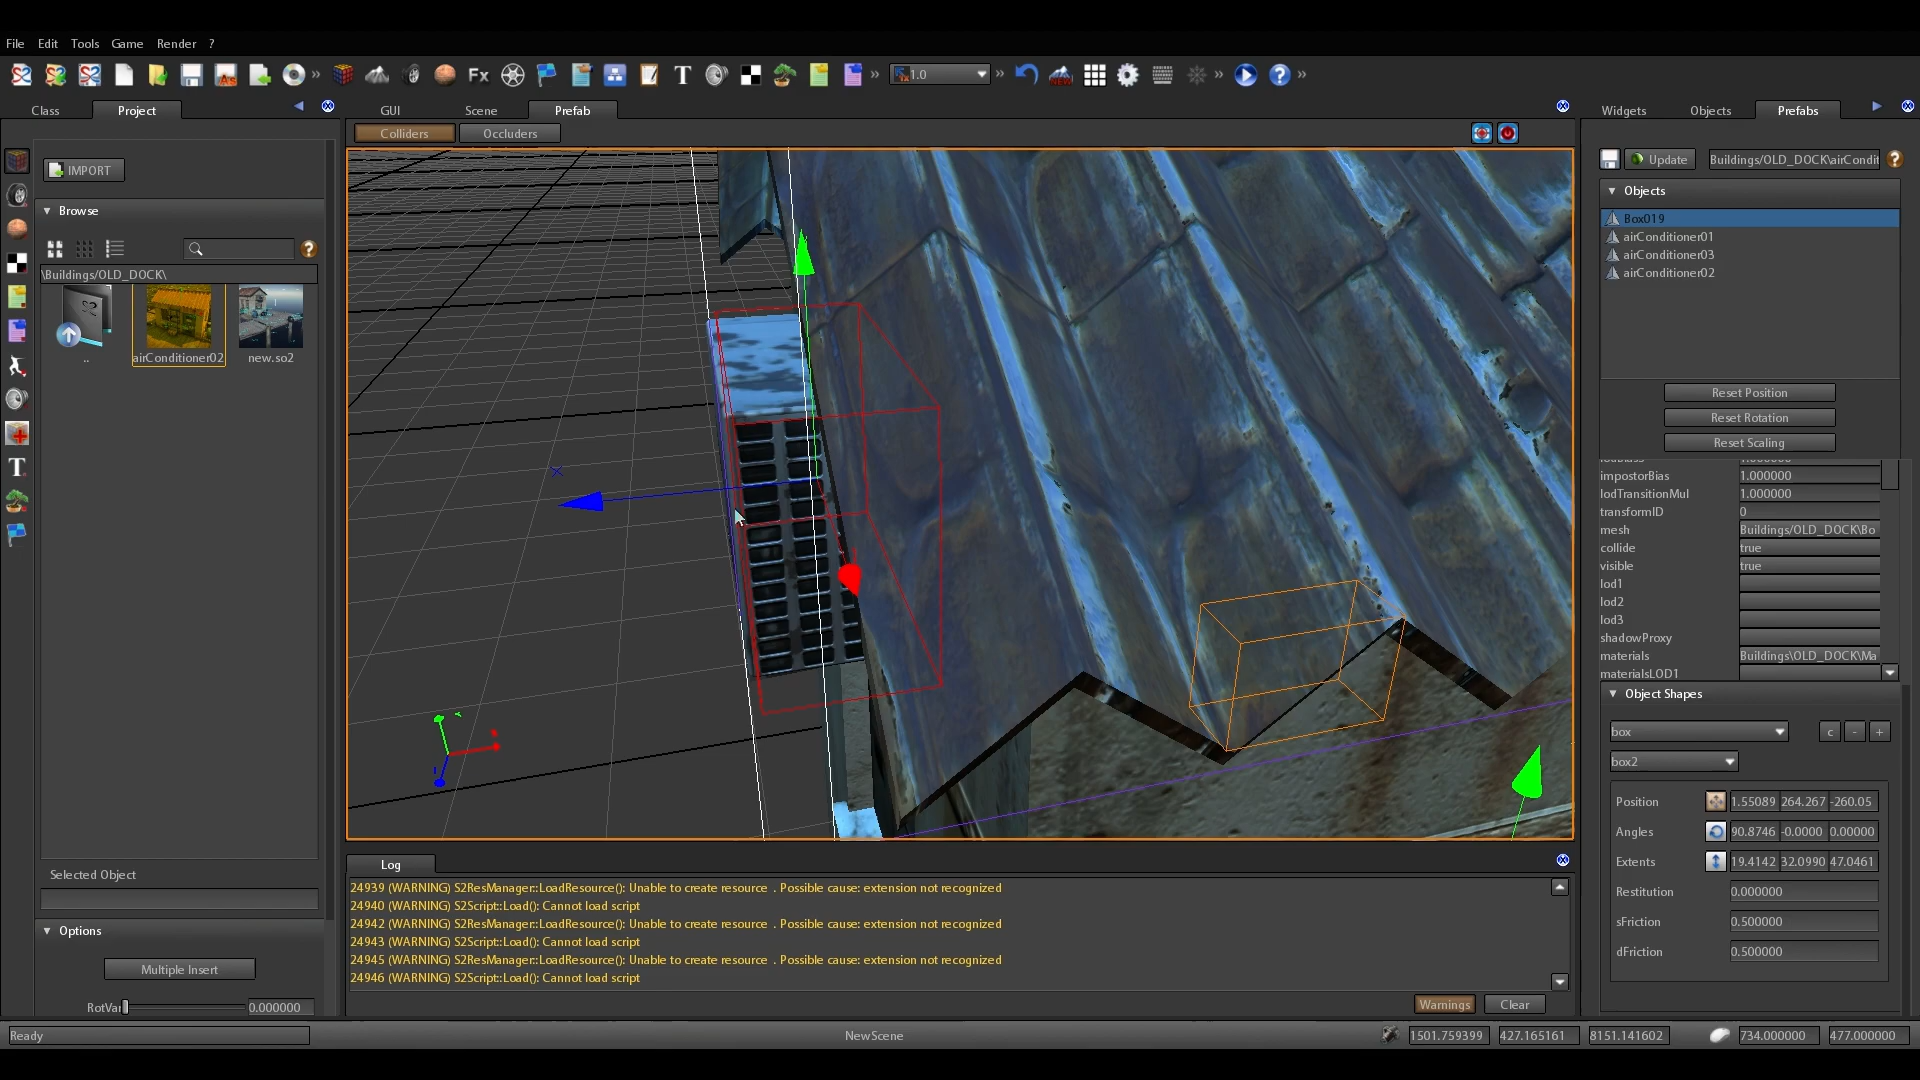 File Edit Tools Game Render ?
Fx T 1.0
Class Project
GUI Scene Prefab
Widgets Objects Prefabs
Colliders Occluders
IMPORT
Update Buildings/OLD_DOCK\airCondit
Browse
Objects
\Buildings/OLD_DOCK\
Box019
airConditioner01
airConditioner03
airConditioner02
.. airConditioner02 new.so2
Reset Position
Reset Rotation
Reset Scaling
impostorBias 1.000000
lodTransitionMul 1.000000
transformID 0
mesh Buildings/OLD_DOCK\Bo
collide true
visible true
lod1
lod2
lod3
shadowProxy
materials Buildings\OLD_DOCK\Ma
materialsLOD1
Object Shapes
box c - +
box2
Position 1.55089 264.267 -260.05
Angles 90.8746 -0.0000 0.00000
Extents 19.4142 32.0990 47.0461
Restitution 0.000000
sFriction 0.500000
dFriction 0.500000
Selected Object
Options
Multiple Insert
RotVar 0.000000
Log
24939 (WARNING) S2ResManager::LoadResource(): Unable to create resource . Possible cause: extension not recognized
24940 (WARNING) S2Script::Load(): Cannot load script
24942 (WARNING) S2ResManager::LoadResource(): Unable to create resource . Possible cause: extension not recognized
24943 (WARNING) S2Script::Load(): Cannot load script
24945 (WARNING) S2ResManager::LoadResource(): Unable to create resource . Possible cause: extension not recognized
24946 (WARNING) S2Script::Load(): Cannot load script
Warnings Clear
Ready NewScene 1501.759399 427.165161 8151.141602 734.000000 477.000000